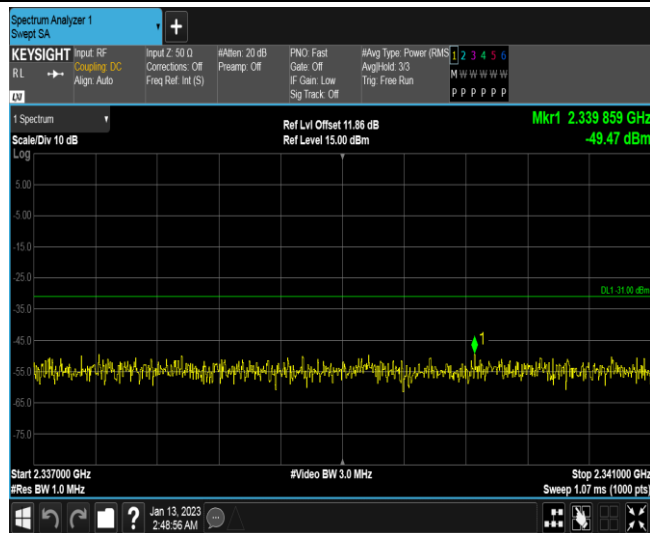 Spectrum Analyzer 1
Swept SA
+
KEYSIGHT
RL
LXI
Input: RF
Coupling: DC
Align: Auto
Input Z: 50 Ω
Corrections: Off
Freq Ref: Int (S)
#Atten: 20 dB
Preamp: Off
PNO: Fast
Gate: Off
IF Gain: Low
Sig Track: Off
#Avg Type: Power (RMS
Avg|Hold: 3/3
Trig: Free Run
1 2 3 4 5 6
M W W W W W
P P P P P P
1 Spectrum
Scale/Div 10 dB
Log
Ref Lvl Offset 11.86 dB
Ref Level 15.00 dBm
Mkr1 2.339 859 GHz
-49.47 dBm
5.00
-5.00
-15.0
-25.0
DL1 -31.00 dBm
-35.0
-45.0
1
-55.0
-65.0
-75.0
Start 2.337000 GHz
#Video BW 3.0 MHz
Stop 2.341000 GHz
#Res BW 1.0 MHz
Sweep 1.07 ms (1000 pts)
?
Jan 13, 2023
2:48:56 AM